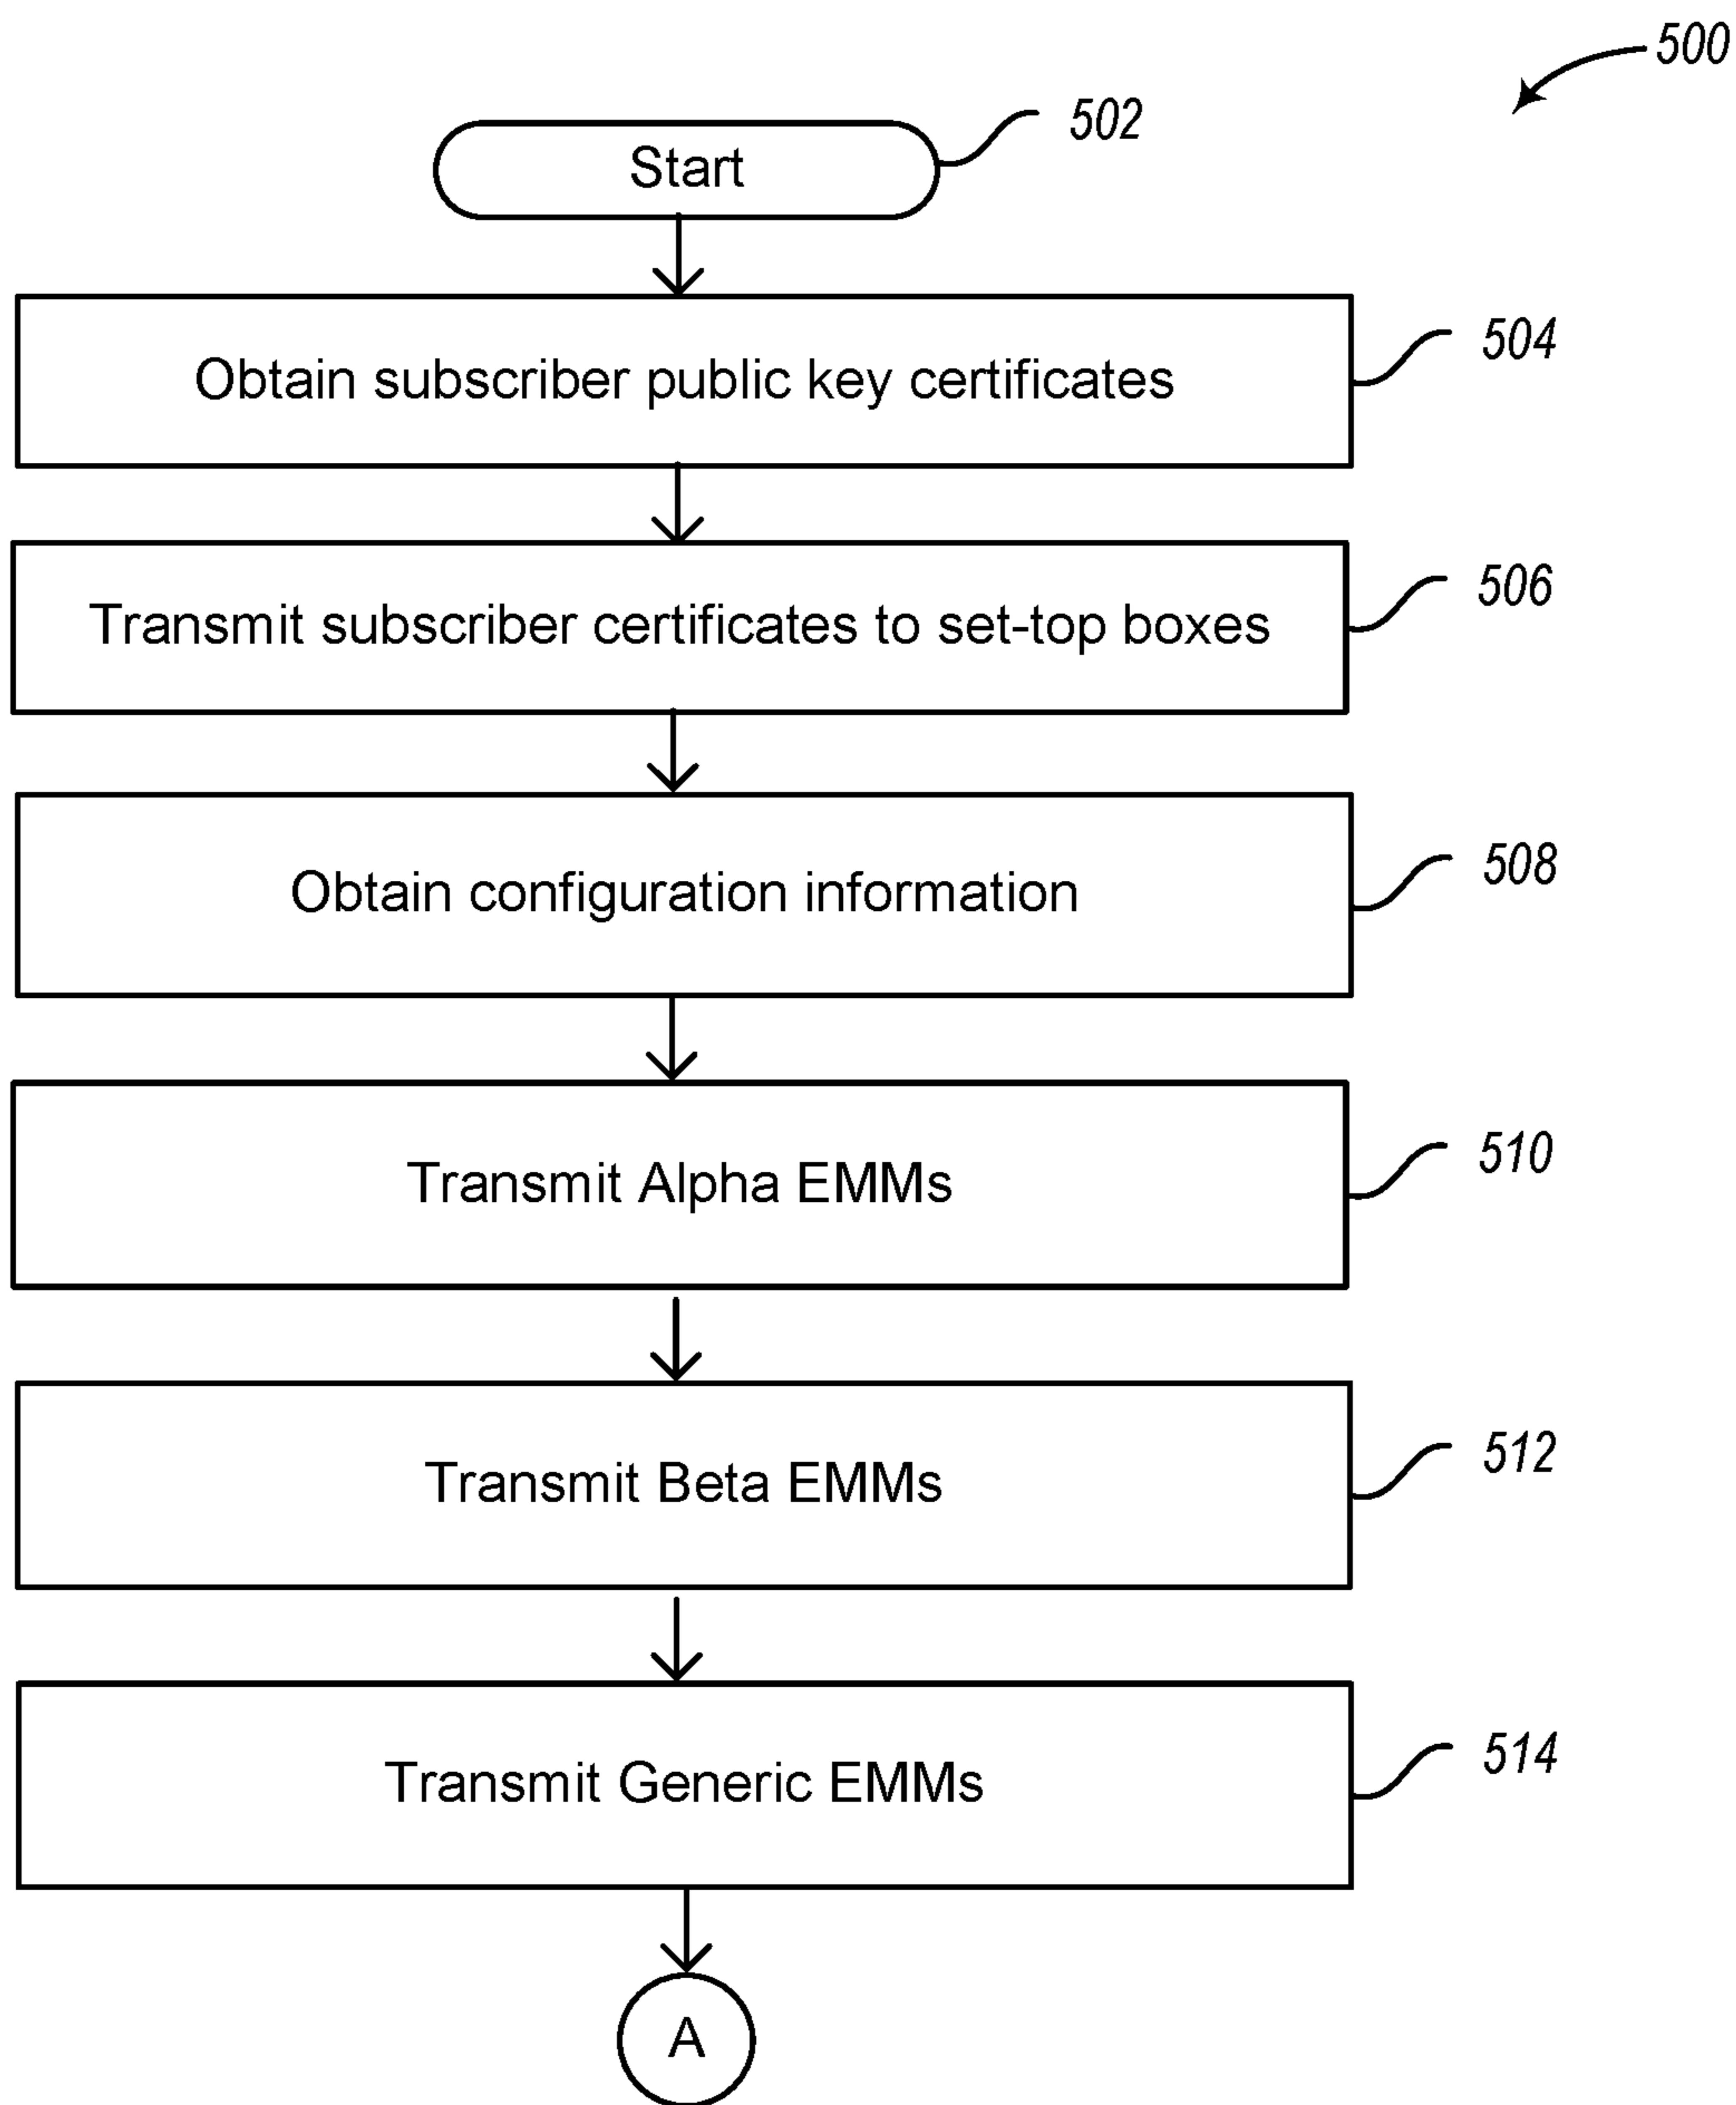 500
Start
502
Obtain subscriber public key certificates
504
Transmit subscriber certificates to set-top boxes
506
Obtain configuration information
508
Transmit Alpha EMMs
510
Transmit Beta EMMs
512
Transmit Generic EMMs
514
A